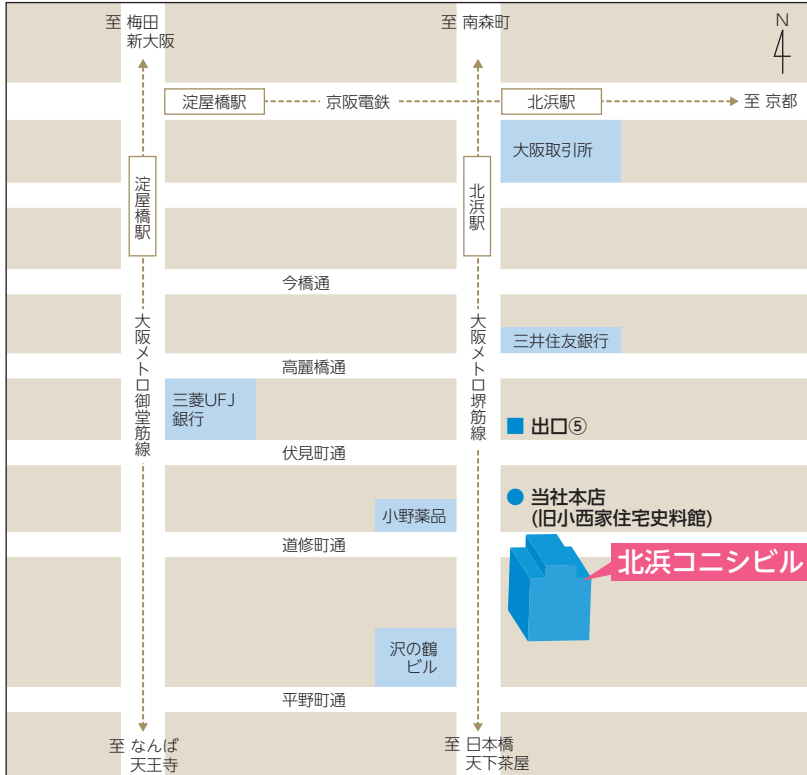 至 梅田
新大阪
至 南森町
N
淀屋橋駅
京阪電鉄
北浜駅
至 京都
大阪取引所
淀屋橋駅
北浜駅
今橋通
大阪メトロ御堂筋線
大阪メトロ堺筋線
三井住友銀行
高麗橋通
三菱UFJ
銀行
出口⑤
伏見町通
当社本店
(旧小西家住宅史料館)
小野薬品
道修町通
北浜コニシビル
沢の鶴
ビル
平野町通
至 なんば
天王寺
至 日本橋
天下茶屋